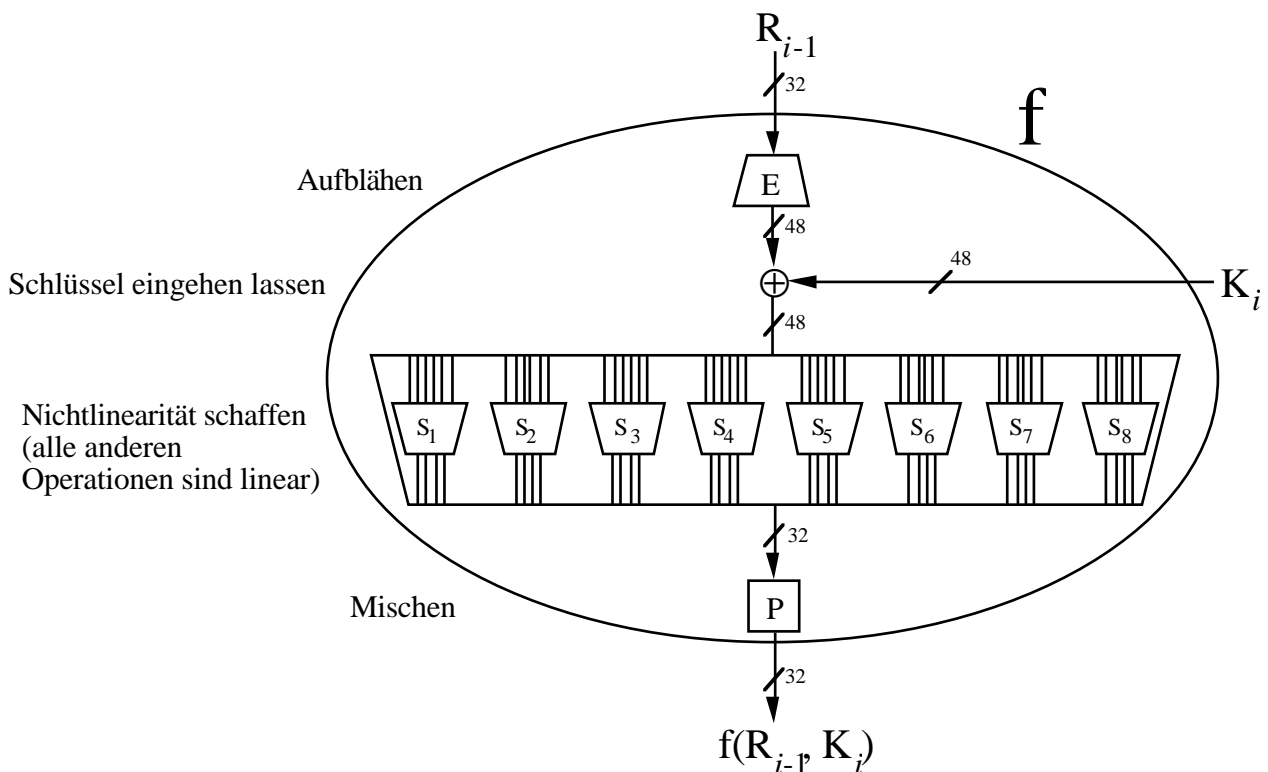 R_{i-1}
32
f
Aufblähen
E
48
Schlüssel eingehen lassen
48
K_i
48
Nichtlinearität schaffen
(alle anderen
Operationen sind linear)
S_1 S_2 S_3 S_4 S_5 S_6 S_7 S_8
32
Mischen
P
32
f(R_{i-1}, K_i)